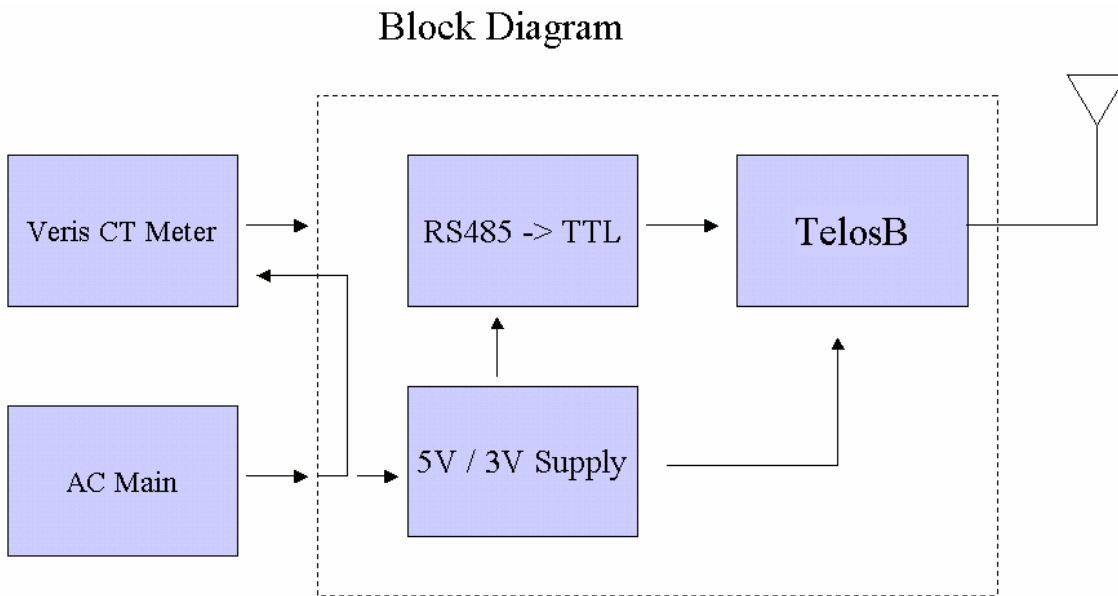 Block Diagram
Veris CT Meter
RS485 -> TTL
TelosB
AC Main
5V / 3V Supply